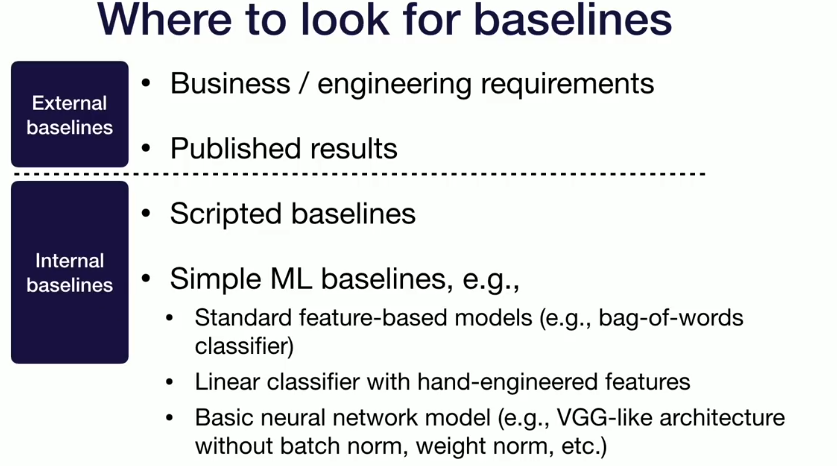 Where to look for baselines
External
baselines
• Business / engineering requirements
• Published results
Internal
baselines
• Scripted baselines
• Simple ML baselines, e.g.,
• Standard feature-based models (e.g., bag-of-words
classifier)
• Linear classifier with hand-engineered features
• Basic neural network model (e.g., VGG-like architecture
without batch norm, weight norm, etc.)